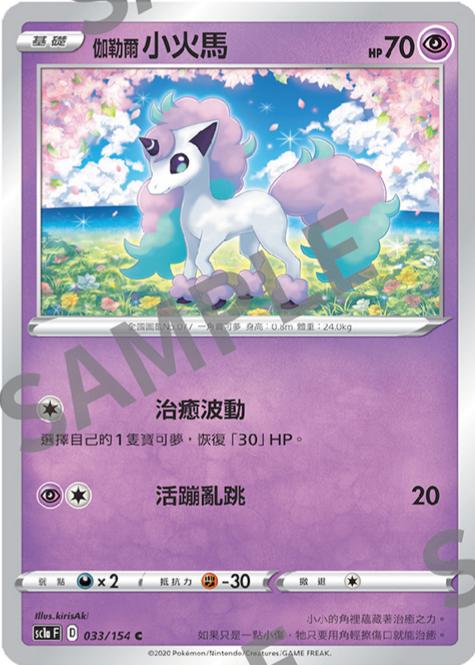 基礎 伽勒爾 小火馬 HP 70
全國圖鑑No.077 一角寶可夢 身高：0.8m 體重：24.0kg
治癒波動
選擇自己的1隻寶可夢，恢復「30」HP。
活蹦亂跳 20
弱點 ×2 抵抗力 -30 撤退
Illus.kirisAki
sc1a F D 033/154 C
小小的角裡蘊藏著治癒之力。
如果只是一點小傷，牠只要用角輕擦傷口就能治癒。
©2020 Pokémon/Nintendo/Creatures/GAME FREAK.
SAMPLE